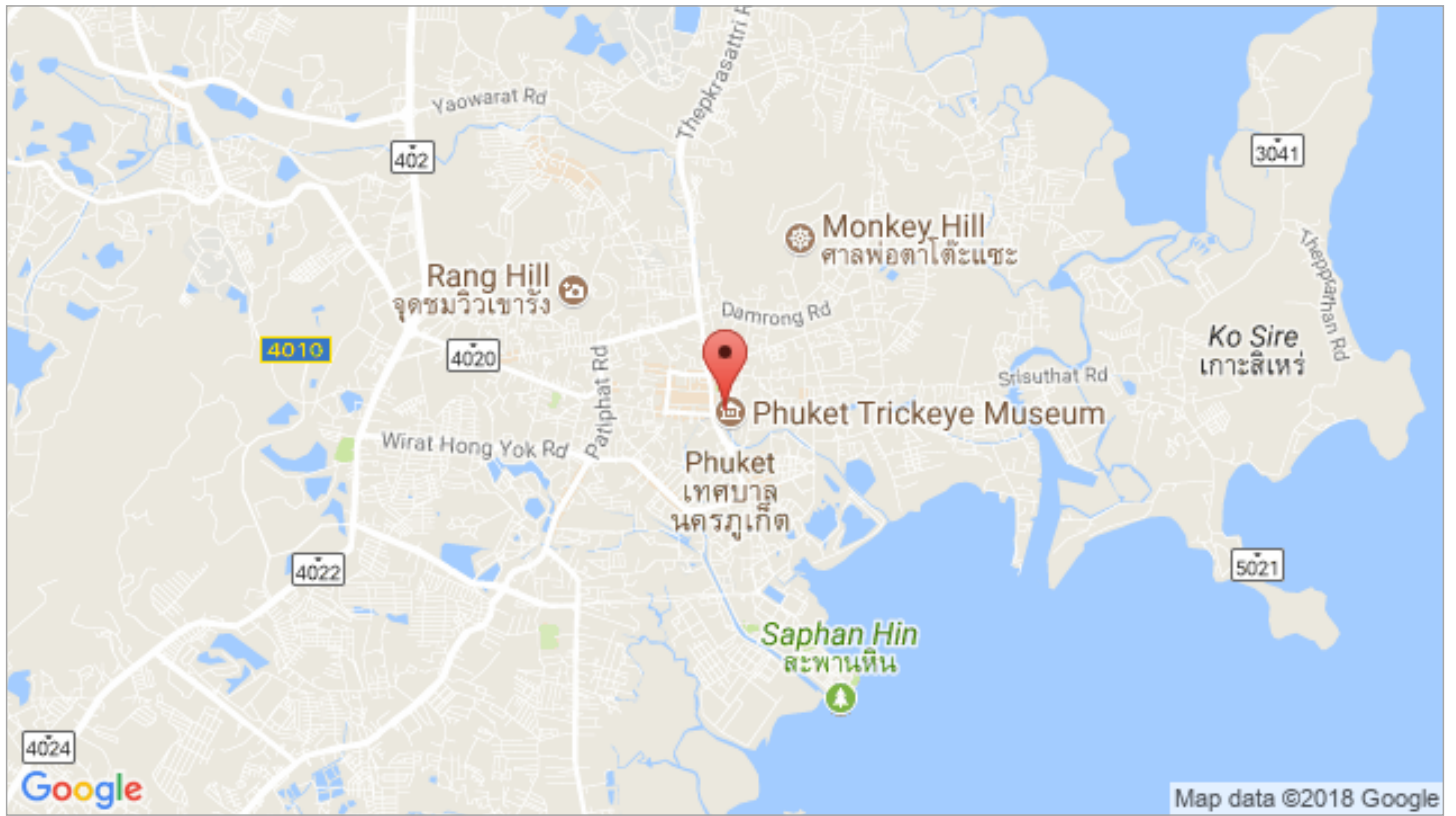 Thepkrasattri R
Yaowarat Rd
402
3041
Monkey Hill
ศาลพ่อตาโต๊ะแซะ
Rang Hill
จุดชมวิวเขารัง
Thepprathan Rd
Damrong Rd
4010
4020
Ko Sire
เกาะสิเหร่
Patiphat Rd
Srisuthat Rd
Phuket Trickeye Museum
Wirat Hong Yok Rd
Phuket
เทศบาล
นครภูเก็ต
4022
5021
Saphan Hin
สะพานหิน
4024
Google
Map data ©2018 Google